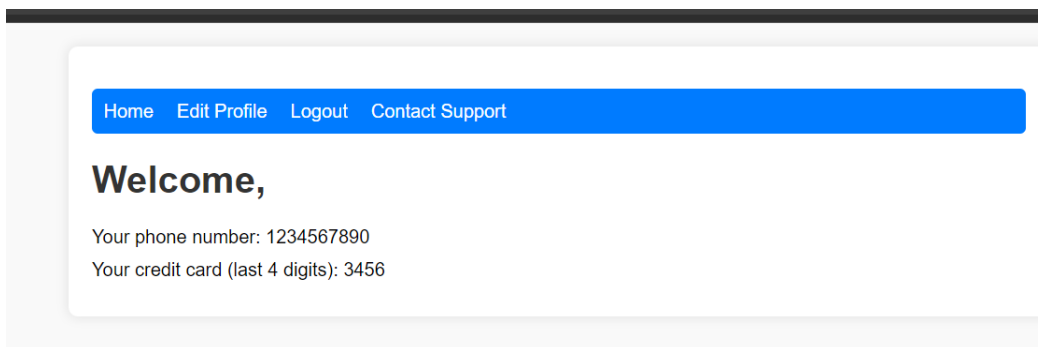 Home Edit Profile Logout Contact Support
Welcome,
Your phone number: 1234567890
Your credit card (last 4 digits): 3456